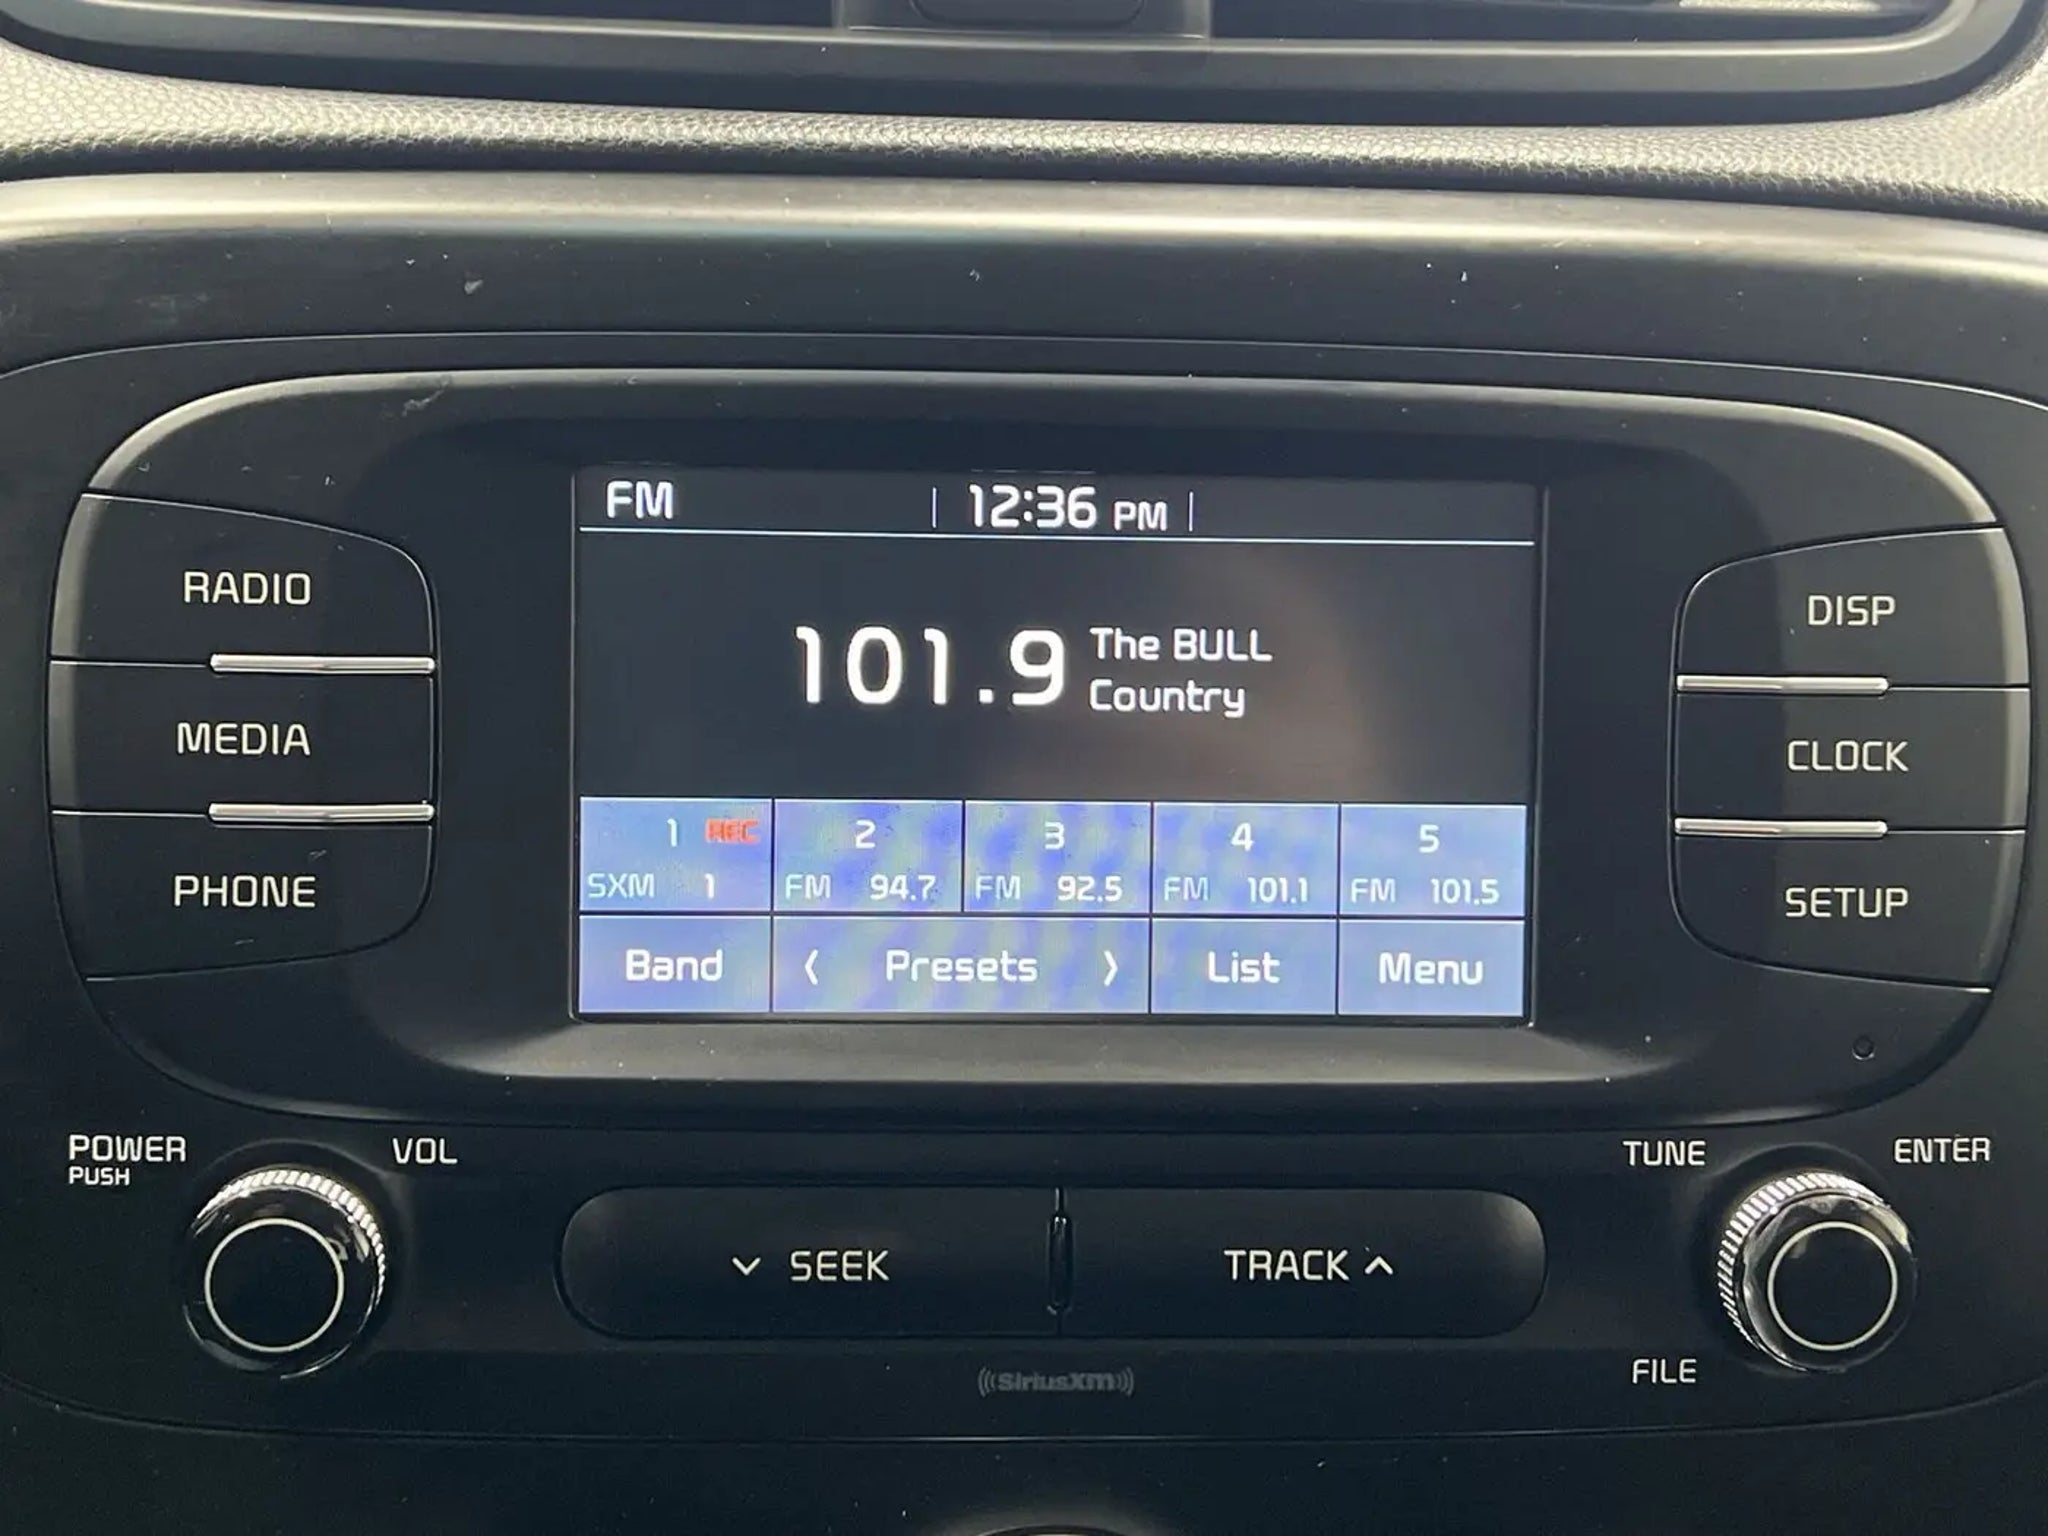 FM
12:36 PM
101.9
The BULL
Country
1 REC
SXM 1
2
FM 94.7
3
FM 92.5
4
FM 101.1
5
FM 101.5
Band
Presets
List
Menu
RADIO
MEDIA
PHONE
DISP
CLOCK
SETUP
POWER
PUSH
VOL
SEEK
TRACK
TUNE
ENTER
FILE
SiriusXM